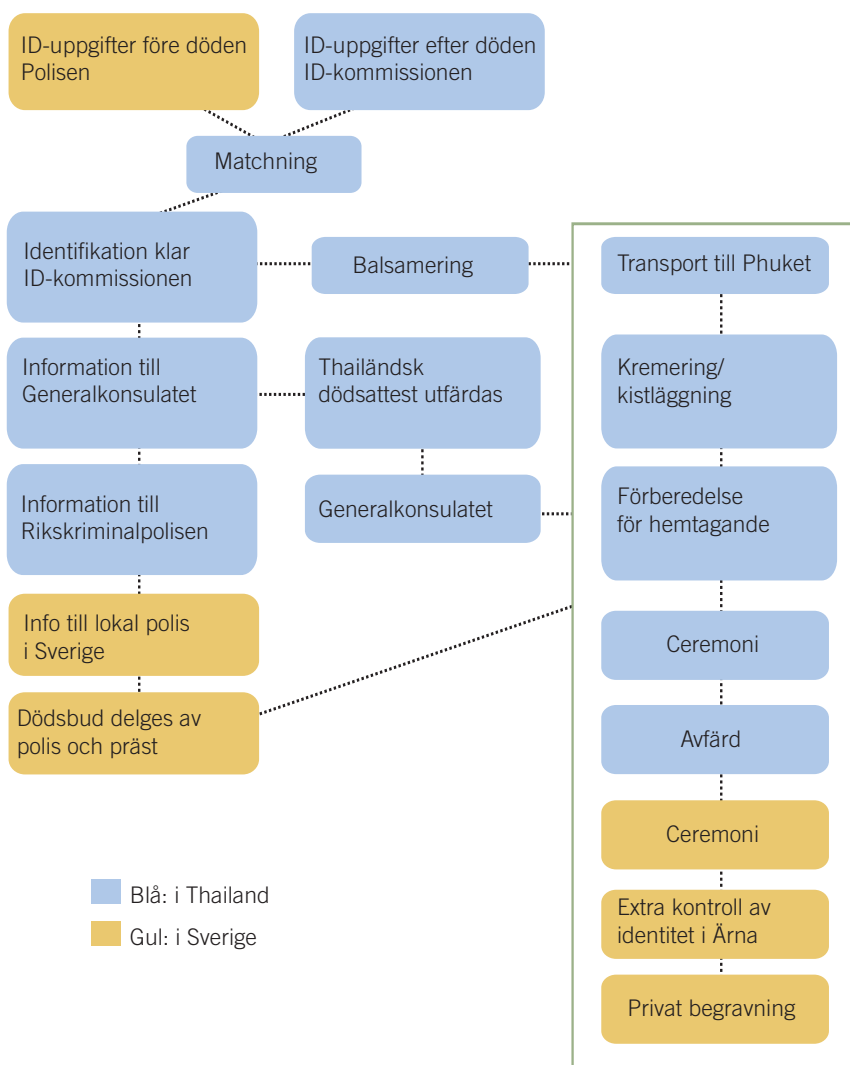 ID-uppgifter före döden
Polisen
ID-uppgifter efter döden
ID-kommissionen
Matchning
Identifikation klar
ID-kommissionen
Balsamering
Transport till Phuket
Information till
Generalkonsulatet
Thailändsk
dödsattest utfärdas
Kremering/
kistläggning
Information till
Rikskriminalpolisen
Generalkonsulatet
Förberedelse
för hemtagande
Info till lokal polis
i Sverige
Ceremoni
Dödsbud delges av
polis och präst
Avfärd
Ceremoni
Blå: i Thailand
Gul: i Sverige
Extra kontroll av
identitet i Ärna
Privat begravning